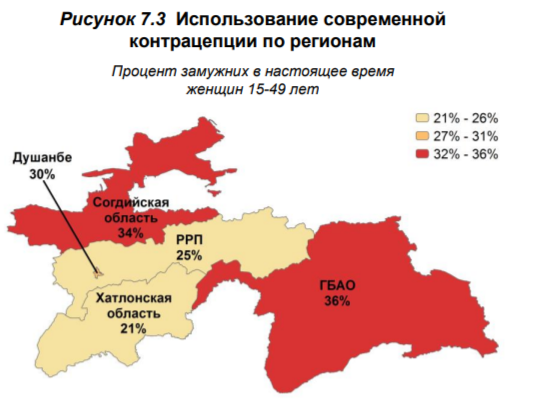 Рисунок 7.3 Использование современной
контрацепции по регионам
Процент замужних в настоящее время
женщин 15-49 лет
21% - 26%
27% - 31%
32% - 36%
Душанбе
30%
Согдийская
область
34%
РРП
25%
ГБАО
36%
Хатлонская
область
21%